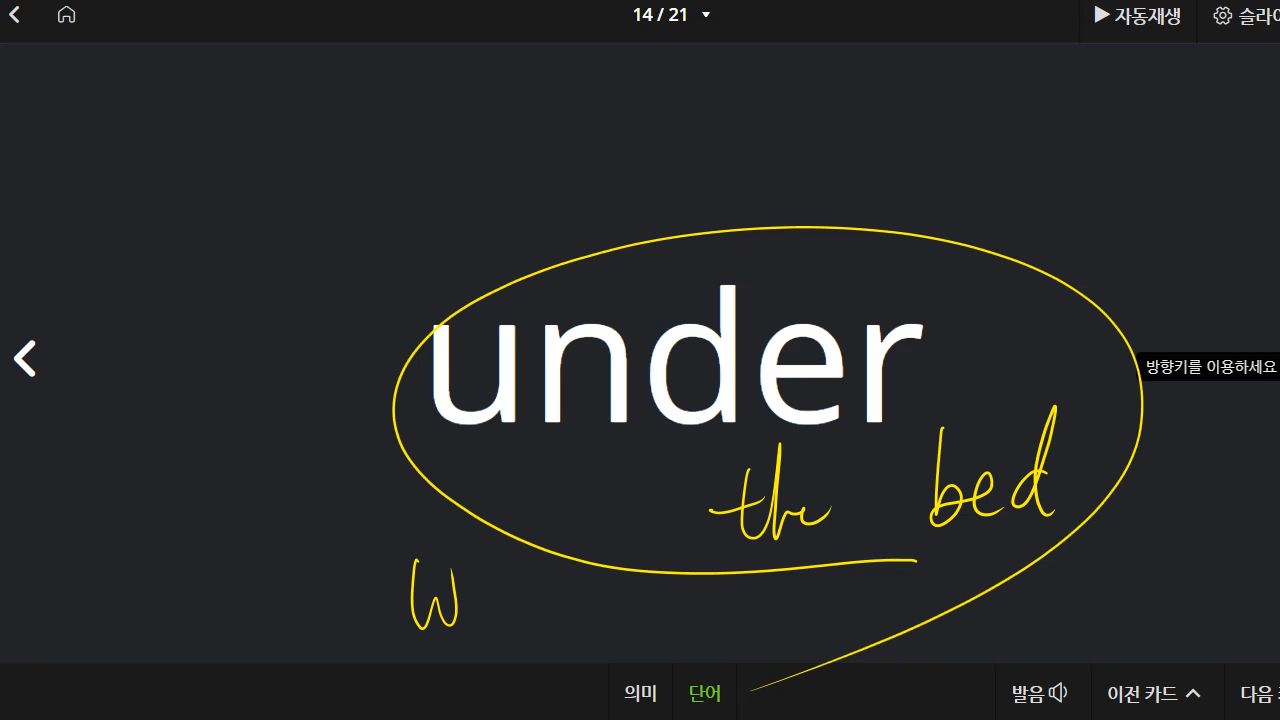 14 / 21 자동재생 슬라이
under
방향키를 이용하세요
the bed
W
의미 단어 발음 이전 카드 다음